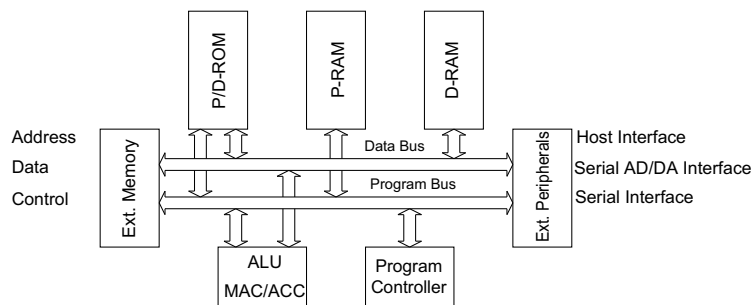 P/D-ROM
P-RAM
D-RAM
Address
Data
Control
Ext. Memory
Data Bus
Program Bus
Ext. Peripherals
Host Interface
Serial AD/DA Interface
Serial Interface
ALU
MAC/ACC
Program
Controller